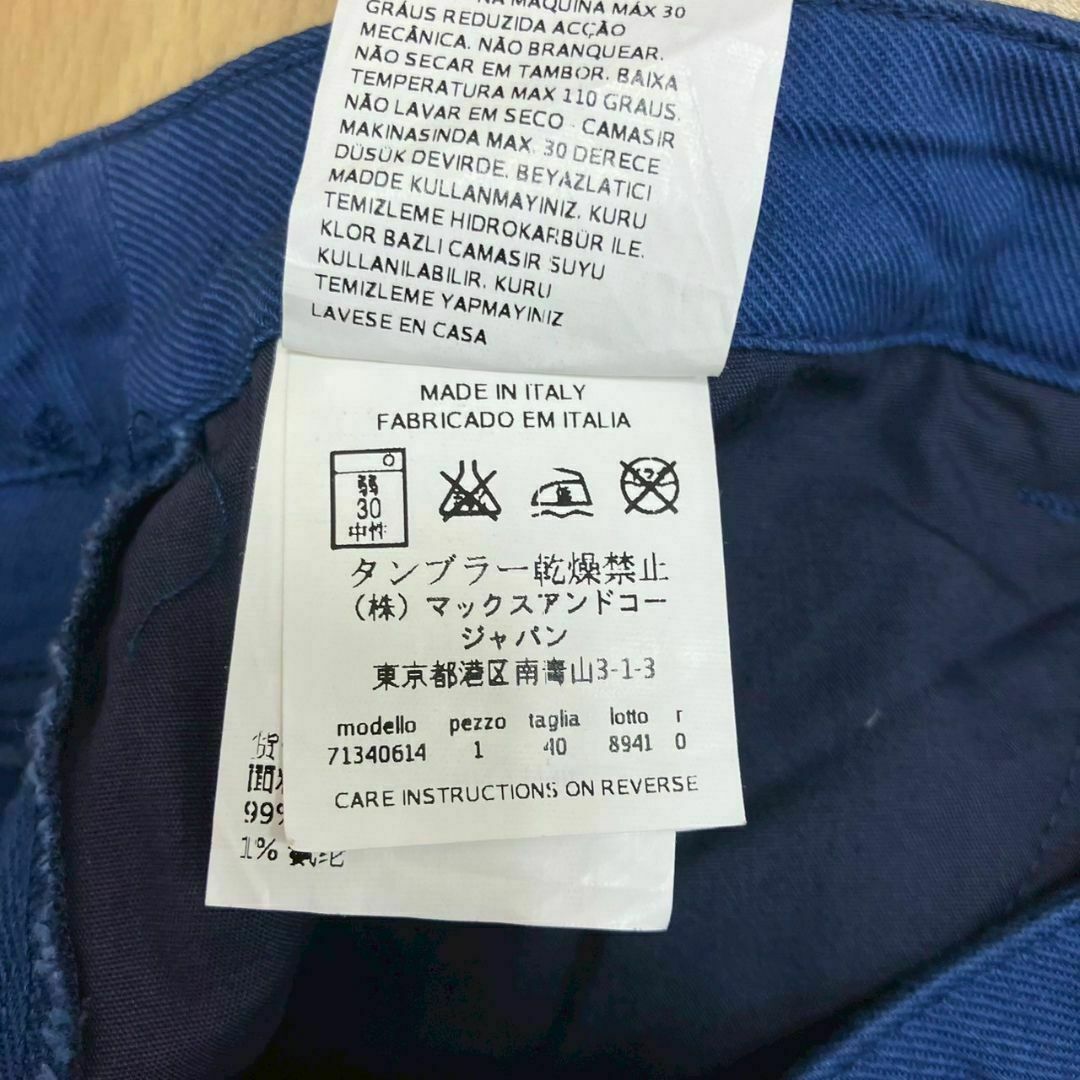 NA MAQUINA MÁX 30
GRÁUS REDUZIDA ACÇÃO
MECÂNICA. NÃO BRANQUEAR.
NÃO SECAR EM TAMBOR. BAIXA
TEMPERATURA MAX 110 GRAUS.
NÃO LAVAR EM SECO - CAMASIR
MAKINASINDA MAX. 30 DERECE
DÜSÜK DEVIRDE. BEYAZLATICI
MADDE KULLANMAYINIZ. KURU
TEMIZLEME HIDROKARBÜR ILE.
KLOR BAZLI CAMASIR SUYU
KULLANILABILIR. KURU
TEMIZLEME YAPMAYINIZ
LAVESE EN CASA
MADE IN ITALY
FABRICADO EM ITALIA
弱
30
中性
タンブラー乾燥禁止
(株) マックスアンドコー
ジャパン
東京都港区南青山3-1-3
modello pezzo taglia lotto r
71340614 1 40 8941 0
CARE INSTRUCTIONS ON REVERSE
99%
1%